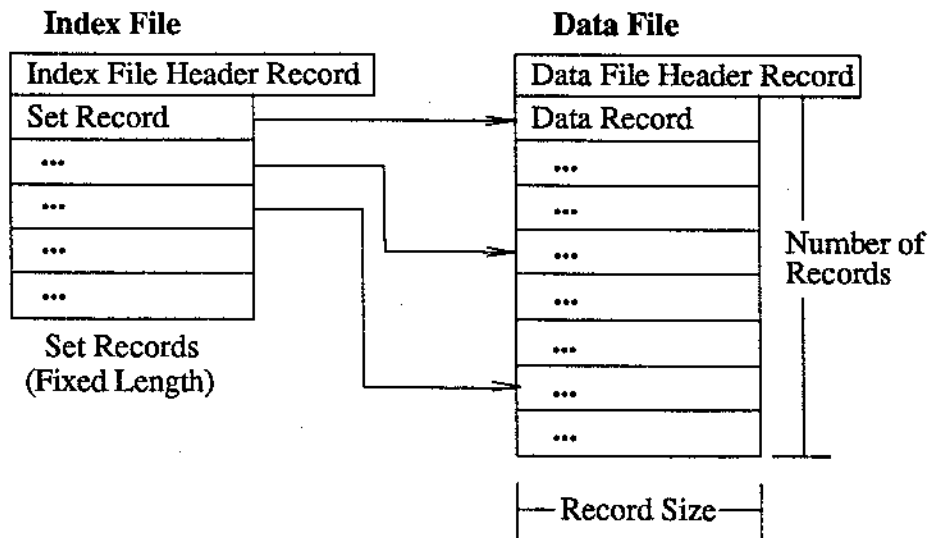 Index File
Index File Header Record
Set Record
...
...
...
...
Set Records
(Fixed Length)
Data File
Data File Header Record
Data Record
...
...
...
...
...
...
...
Number of
Records
Record Size